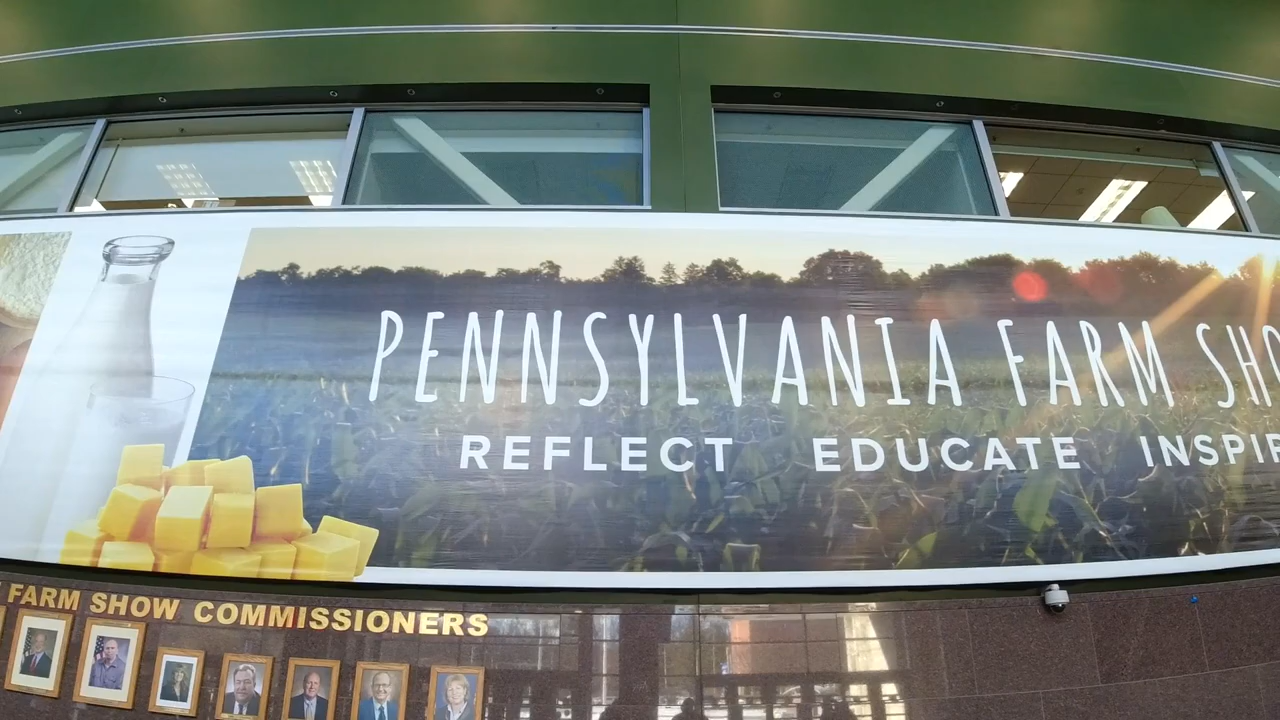 PENNSYLVANIA FARM SHO
REFLECT EDUCATE INSPIR
FARM SHOW COMMISSIONERS